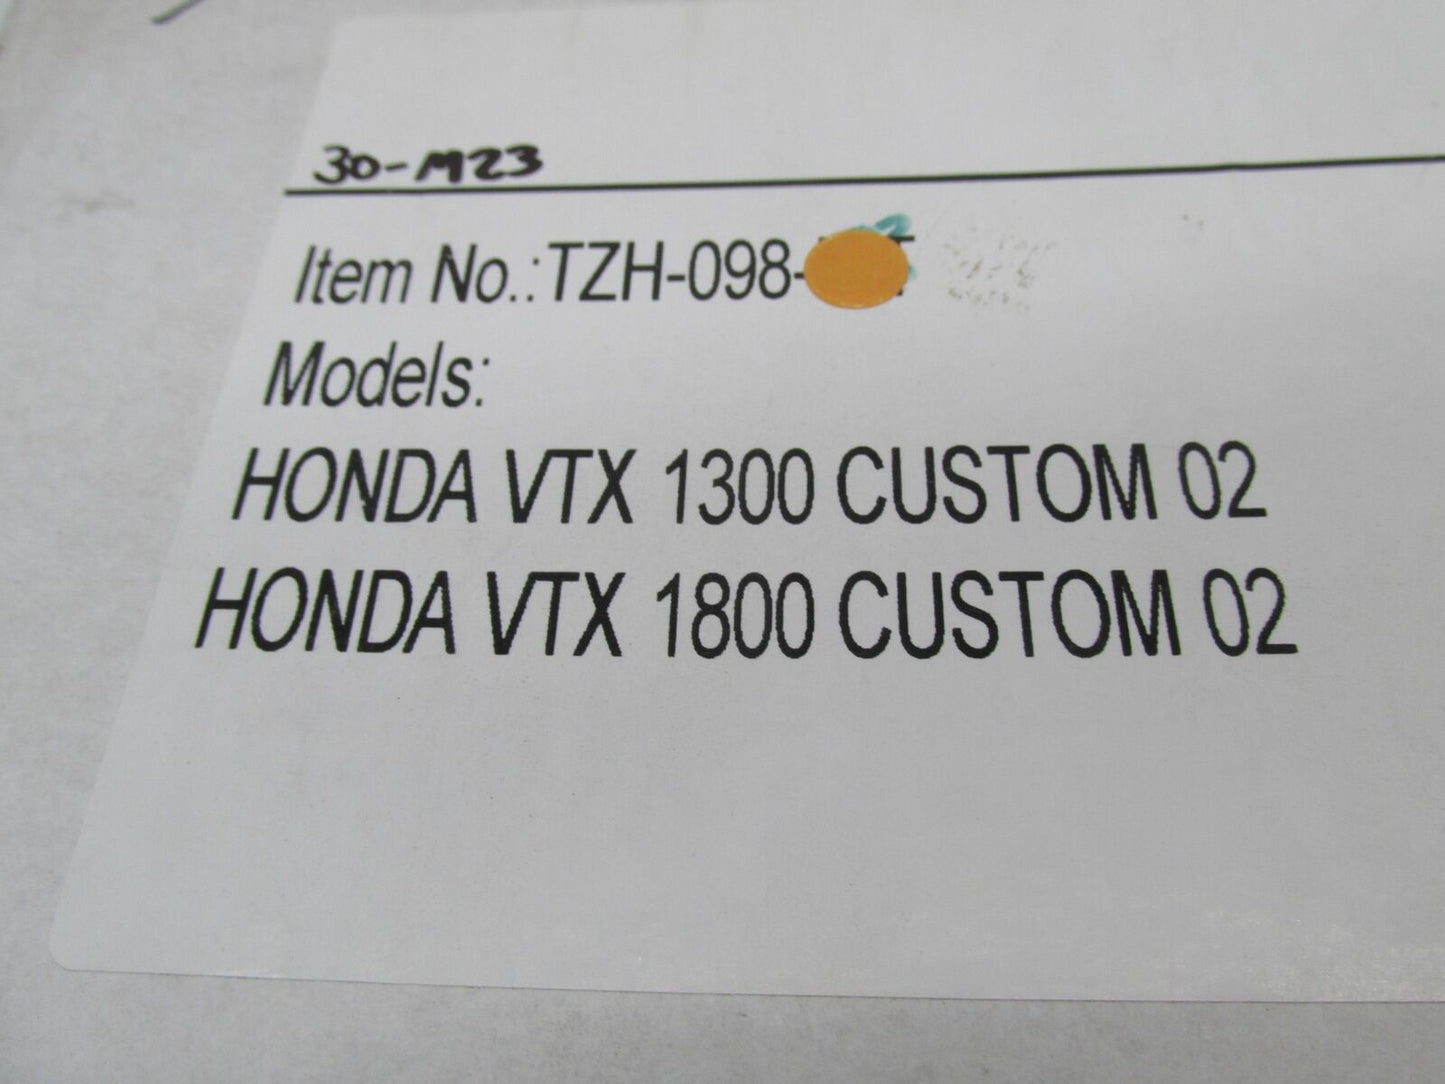 30-M23
Item No.:TZH-098-
Models:
HONDA VTX 1300 CUSTOM 02
HONDA VTX 1800 CUSTOM 02